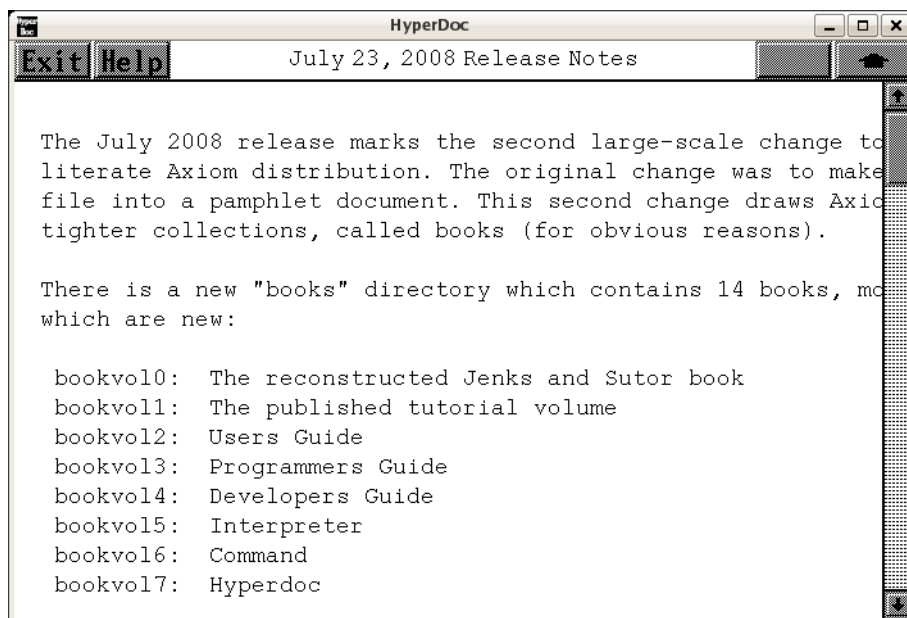 Hyper Doc
HyperDoc
Exit Help July 23, 2008 Release Notes
The July 2008 release marks the second large-scale change to
literate Axiom distribution. The original change was to make
file into a pamphlet document. This second change draws Axio
tighter collections, called books (for obvious reasons).
There is a new "books" directory which contains 14 books, mo
which are new:
bookvol0: The reconstructed Jenks and Sutor book
bookvol1: The published tutorial volume
bookvol2: Users Guide
bookvol3: Programmers Guide
bookvol4: Developers Guide
bookvol5: Interpreter
bookvol6: Command
bookvol7: Hyperdoc